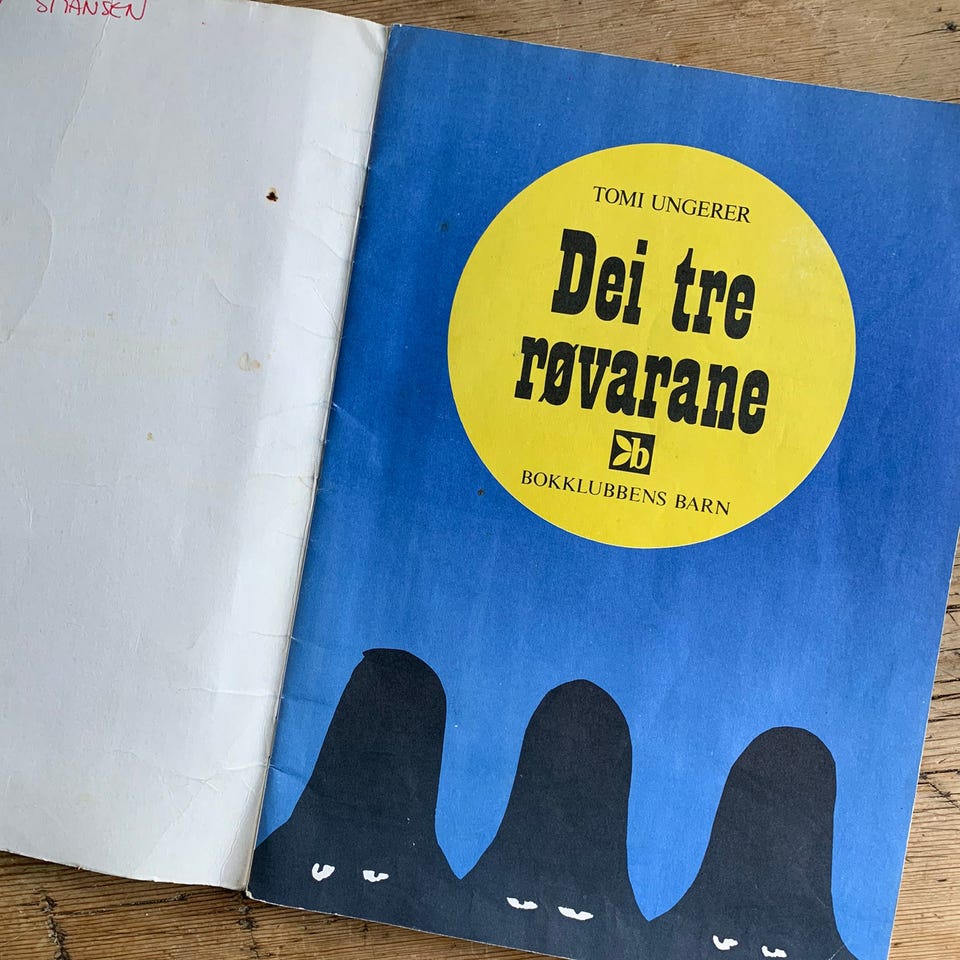 TOMI UNGERER
Dei tre
røvarane
b
BOKKLUBBENS BARN